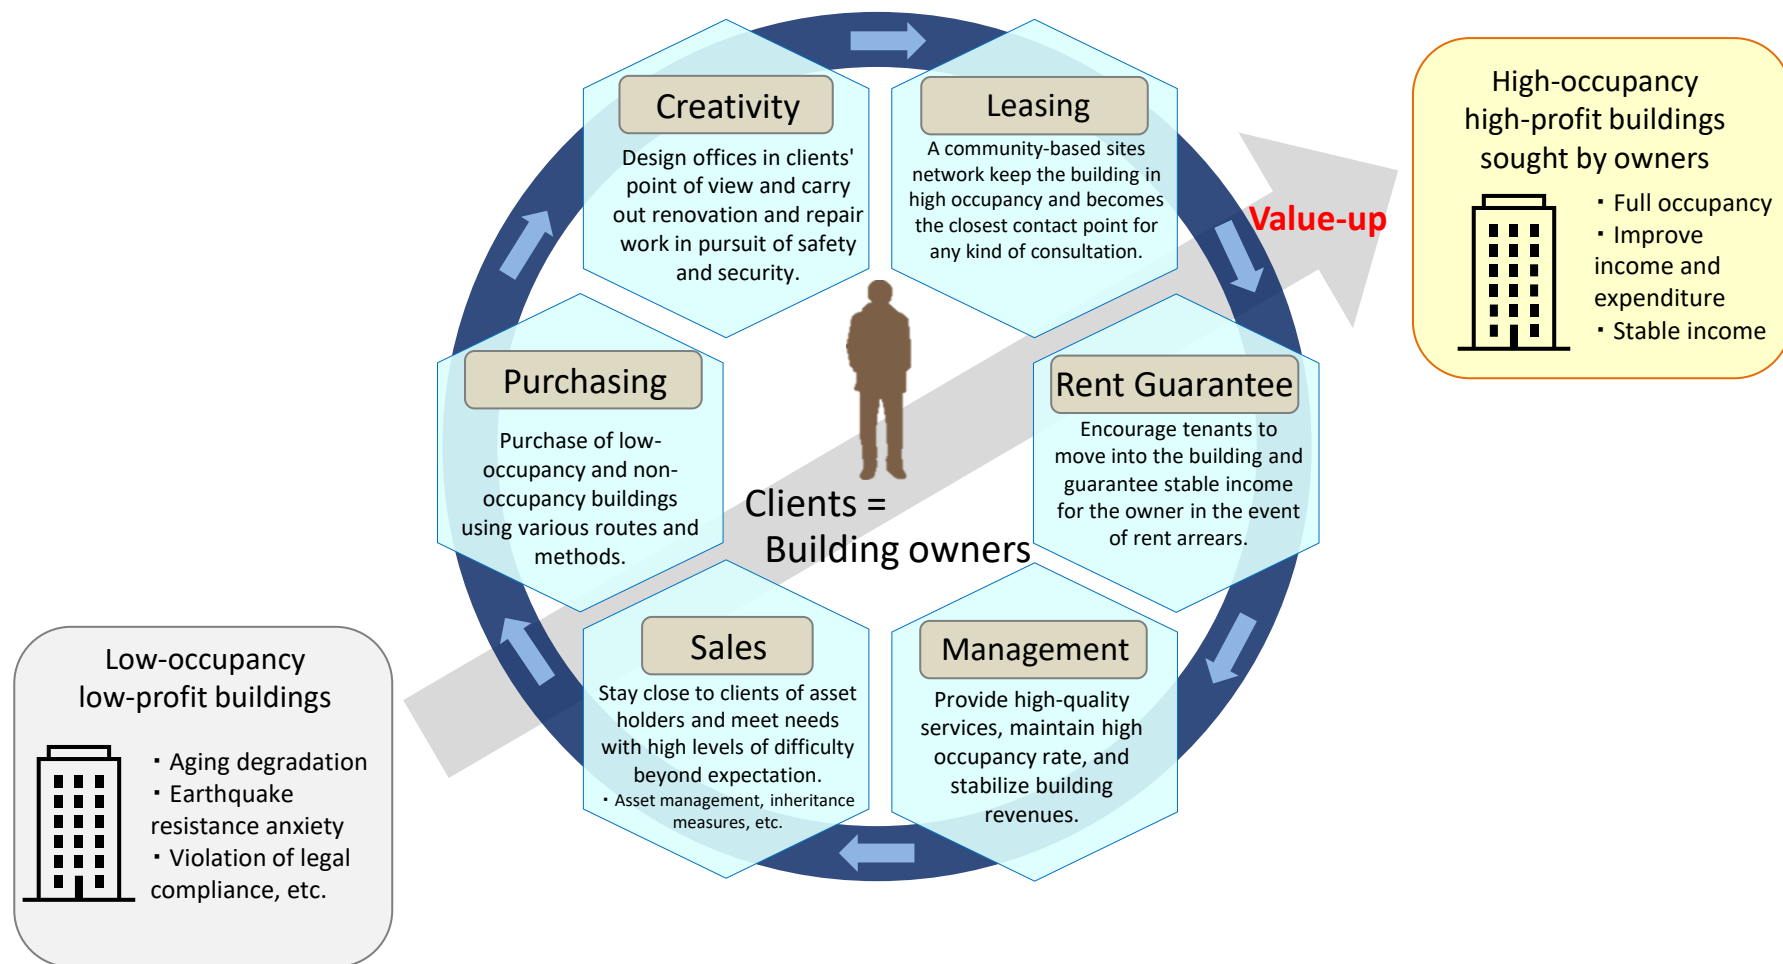 Creativity
Design offices in clients'
point of view and carry
out renovation and repair
work in pursuit of safety
and security.
Leasing
A community-based sites
network keep the building in
high occupancy and becomes
the closest contact point for
any kind of consultation.
Value-up
High-occupancy
high-profit buildings
sought by owners
・Full occupancy
・Improve
income and
expenditure
・Stable income
Purchasing
Purchase of low-
occupancy and non-
occupancy buildings
using various routes and
methods.
Rent Guarantee
Encourage tenants to
move into the building and
guarantee stable income
for the owner in the event
of rent arrears.
Clients =
Building owners
Sales
Stay close to clients of asset
holders and meet needs
with high levels of difficulty
beyond expectation.
・Asset management, inheritance
measures, etc.
Management
Provide high-quality
services, maintain high
occupancy rate, and
stabilize building
revenues.
Low-occupancy
low-profit buildings
・Aging degradation
・Earthquake
resistance anxiety
・Violation of legal
compliance, etc.